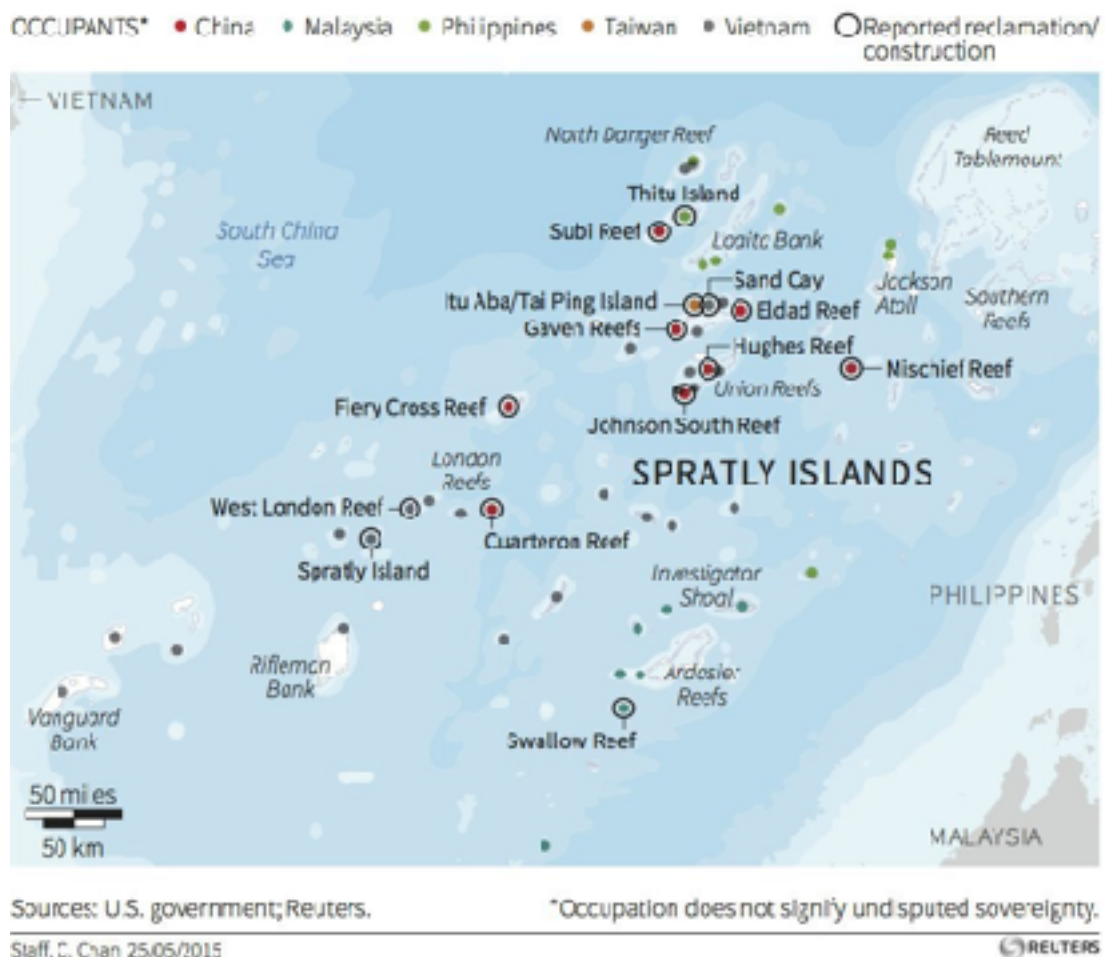 OCCUPANTS* China Malaysia Philippines Taiwan Vietnam Reported reclamation/
construction
VIETNAM
North Danger Reef
Reed
Tablemount
Thitu Island
South China
Sea
Subi Reef
Loaita Bank
Sand Cay
Itu Aba/Tai Ping Island
Jackson
Atoll
Southern
Reefs
Eldad Reef
Gaven Reefs
Hughes Reef
Mischief Reef
Union Reefs
Fiery Cross Reef
Johnson South Reef
London
Reefs
SPRATLY ISLANDS
West London Reef
Cuarteron Reef
Spratly Island
Investigator
Shoal
PHILIPPINES
Rifleman
Bank
Ardasier
Reefs
Vanguard
Bank
Swallow Reef
50 miles
50 km
MALAYSIA
Sources: U.S. government; Reuters.
*Occupation does not signify undisputed sovereignty.
Staff, C. Chan 25/05/2015
REUTERS